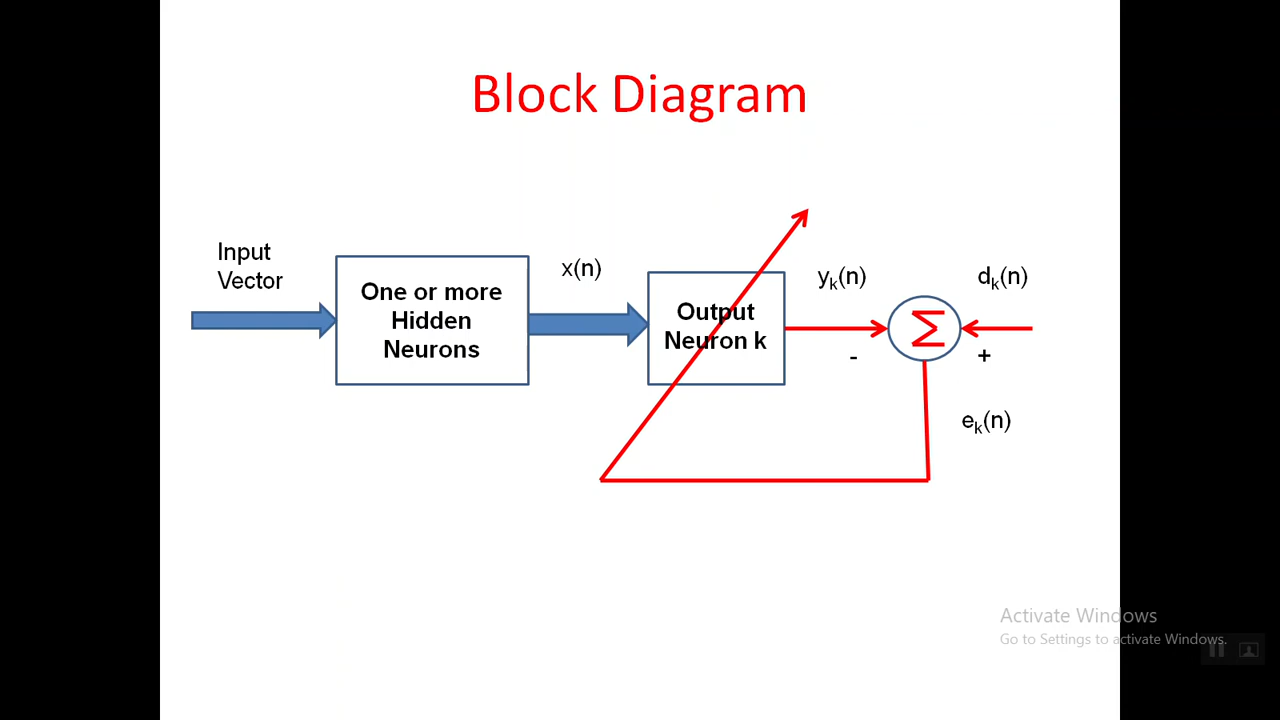 Block Diagram
Input
Vector
One or more
Hidden
Neurons
x(n)
Output
Neuron k
yₖ(n)
-
Σ
dₖ(n)
+
eₖ(n)
Activate Windows
Go to Settings to activate Windows.